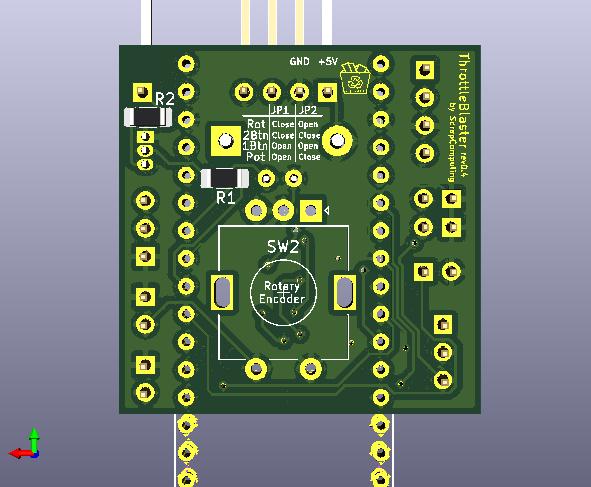 GND +5V
R2
JP1 JP2
Rot Close Open
2Btn Close Close
1Btn Open Open
Pot Open Close
R1
SW2
Rotary
Encoder
ThrottleBlaster rev0.4
by ScrapComputing